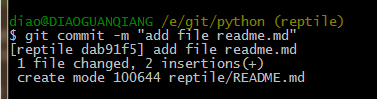 diao@DIAOGUANQIANG /e/git/python (reptile)
$ git commit -m "add file readme.md"
[reptile dab91f5] add file readme.md
 1 file changed, 2 insertions(+)
 create mode 100644 reptile/README.md